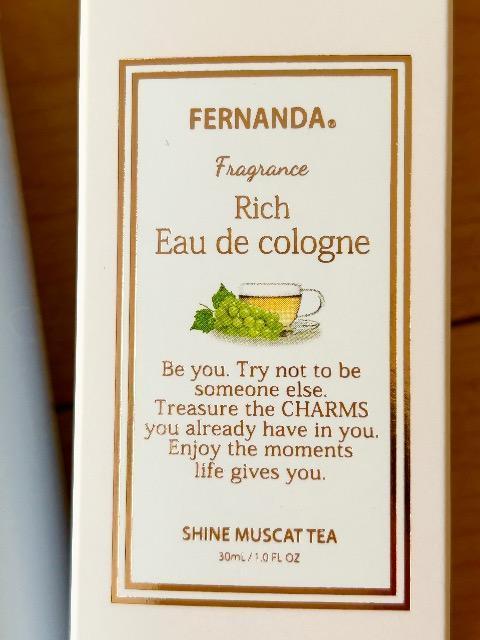 FERNANDA®
Fragrance
Rich
Eau de cologne
Be you. Try not to be
someone else.
Treasure the CHARMS
you already have in you.
Enjoy the moments
life gives you.
SHINE MUSCAT TEA
30mL / 1.0 FL OZ